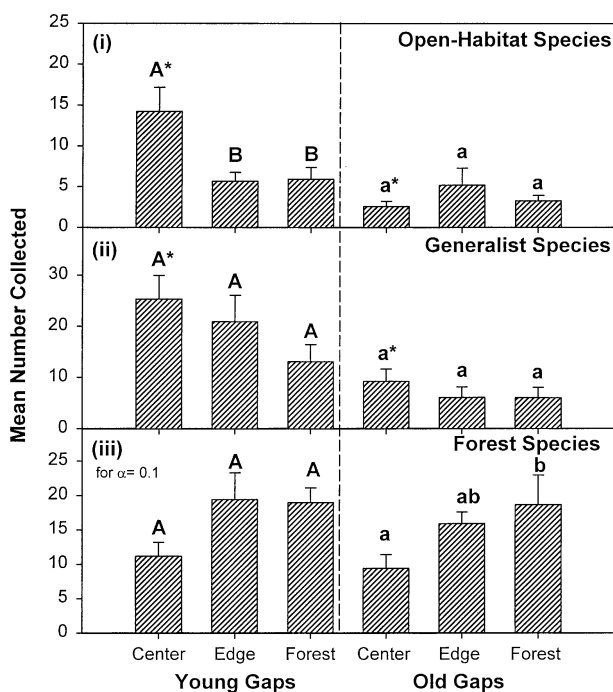 Mean Number Collected
(i) Open-Habitat Species
25
20
15
10
5
0
A* B B a* a a
(ii) Generalist Species
30
20
10
0
A* A A a* a a
(iii) Forest Species
for α= 0.1
25
20
15
10
5
0
A A A a ab b
Center Edge Forest Center Edge Forest
Young Gaps Old Gaps